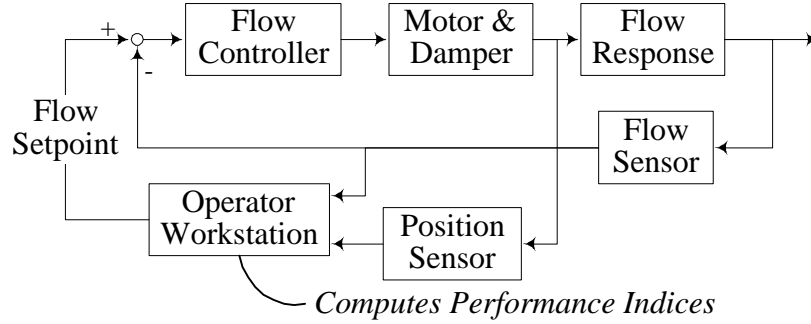 +
-
Flow
Controller
Motor &
Damper
Flow
Response
Flow
Setpoint
Flow
Sensor
Operator
Workstation
Position
Sensor
Computes Performance Indices